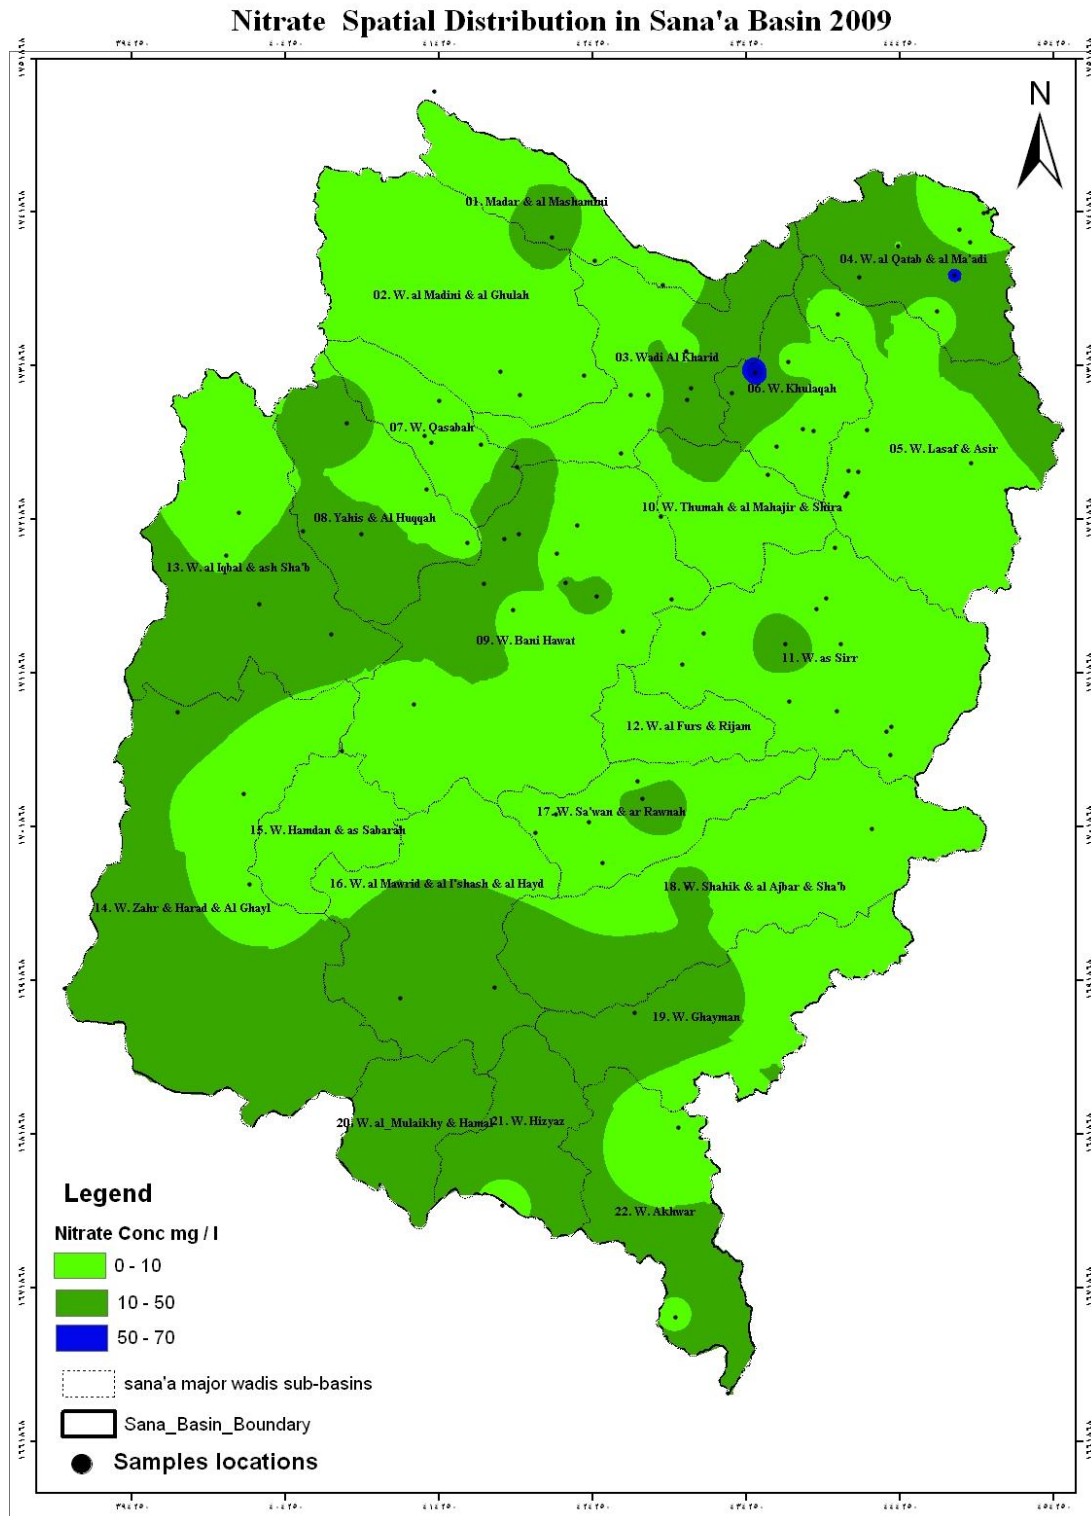 Nitrate Spatial Distribution in Sana'a Basin 2009
N
01. Madar & al Mashamini
04. W. al Qatab & al Ma'adi
02. W. al Madini & al Ghulah
03. Wadi Al Kharid
06. W. Khulaqah
07. W. Qasabah
05. W. Lasaf & Asir
10. W. Thumah & al Mahajir & Shira
08. Yahis & Al Huqqah
13. W. al Iqbal & ash Sha'b
09. W. Bani Hawat
11. W. as Sirr
12. W. al Furs & Rijam
17. W. Sa'wan & ar Rawnah
15. W. Hamdan & as Sabarah
16. W. al Mawrid & al I'shash & al Hayd
18. W. Shahik & al Ajbar & Sha'b
14. W. Zahr & Harad & Al Ghayl
19. W. Ghayman
20. W. al_Mulaikhy & Hamal
21. W. Hizyaz
22. W. Akhwar
Legend
Nitrate Conc mg / l
0 - 10
10 - 50
50 - 70
sana'a major wadis sub-basins
Sana_Basin_Boundary
Samples locations